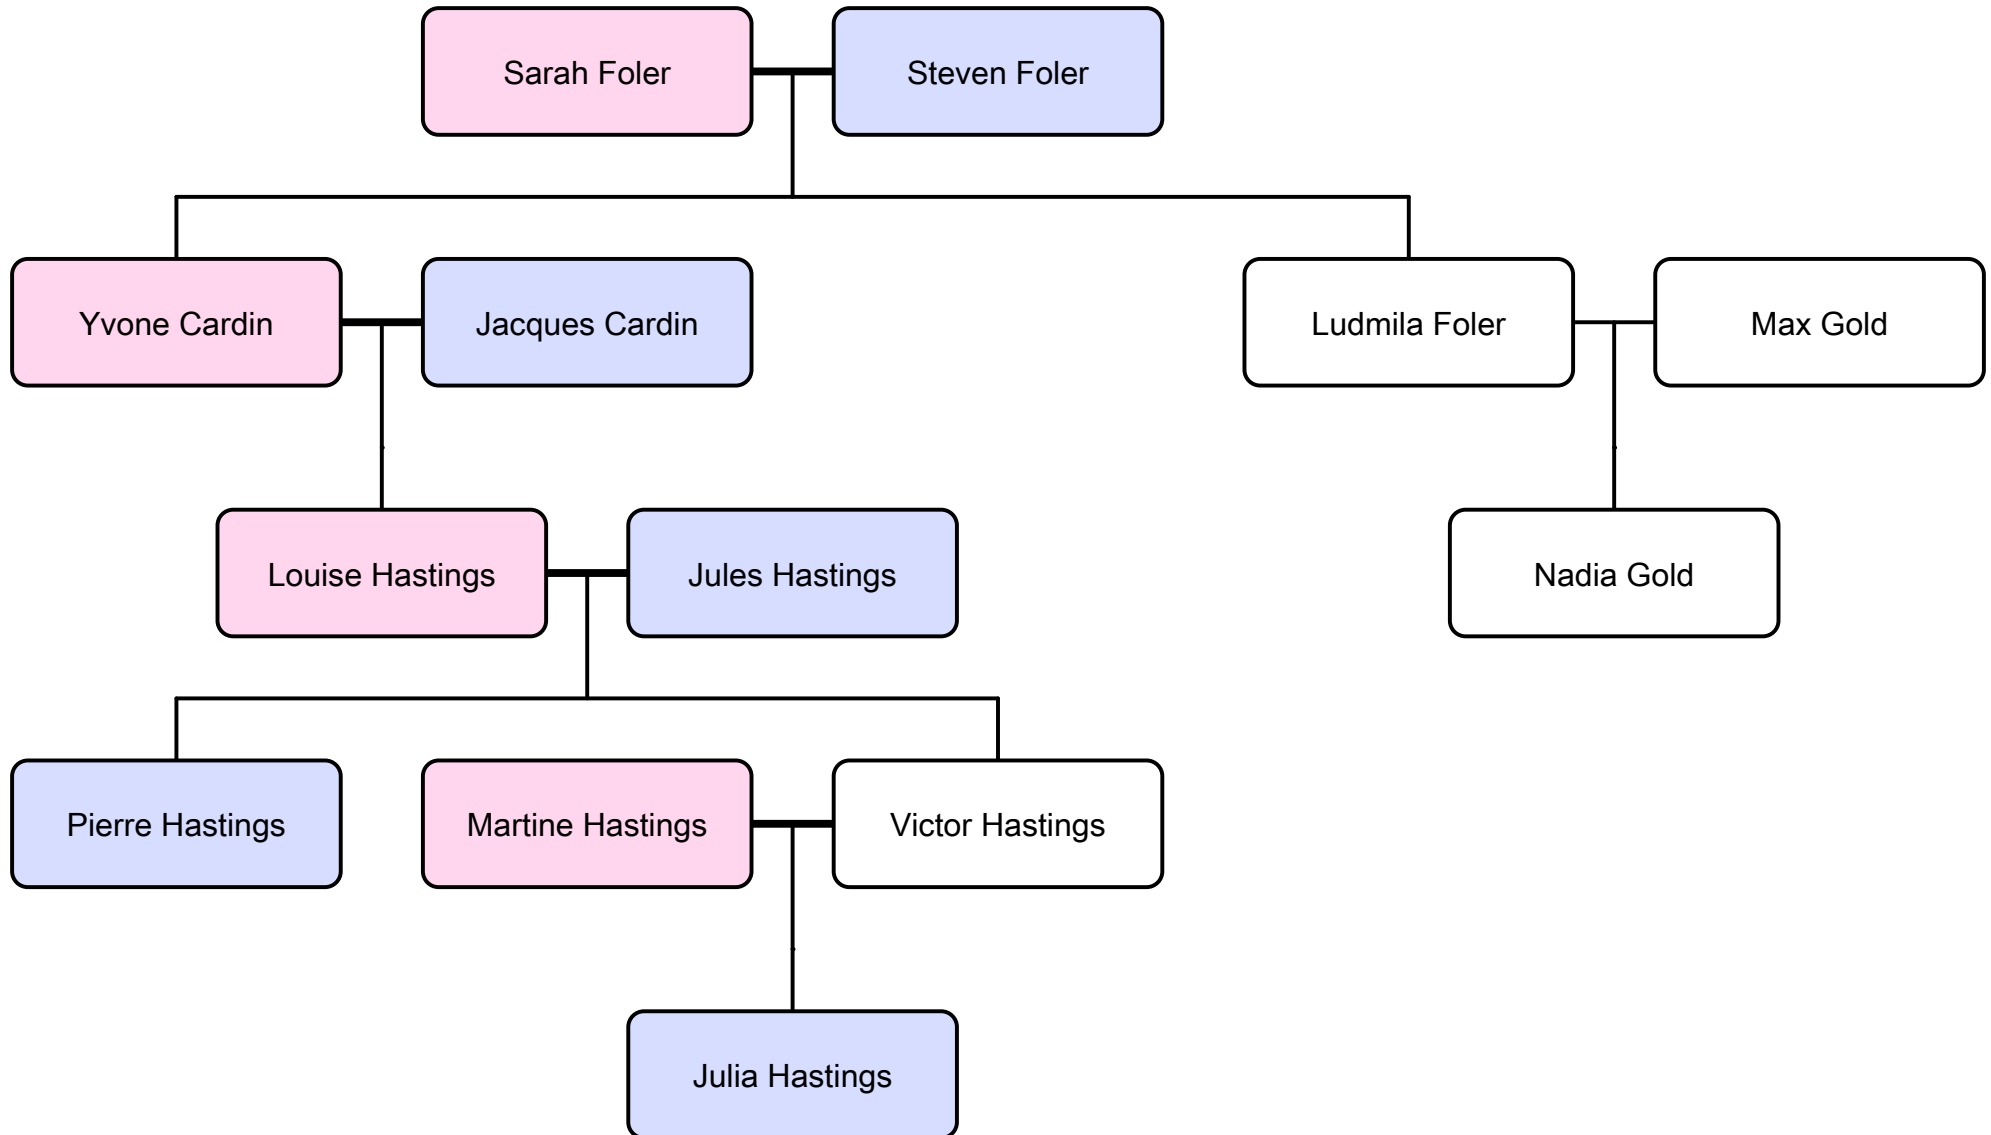 Sarah Foler
Steven Foler
Yvone Cardin
Jacques Cardin
Ludmila Foler
Max Gold
Louise Hastings
Jules Hastings
Nadia Gold
Pierre Hastings
Martine Hastings
Victor Hastings
Julia Hastings